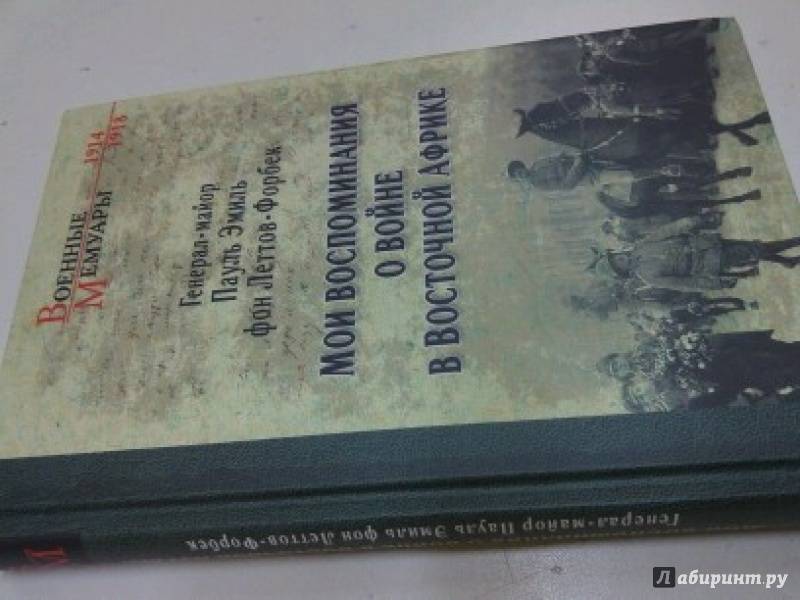 Военные
Мемуары
1914
1918
Генерал-майор
Пауль Эмиль
фон Леттов-Форбек
Мои воспоминания
о войне
в Восточной Африке
М
Генерал-майор Пауль Эмиль фон Леттов-Форбек
Лабиринт.ру